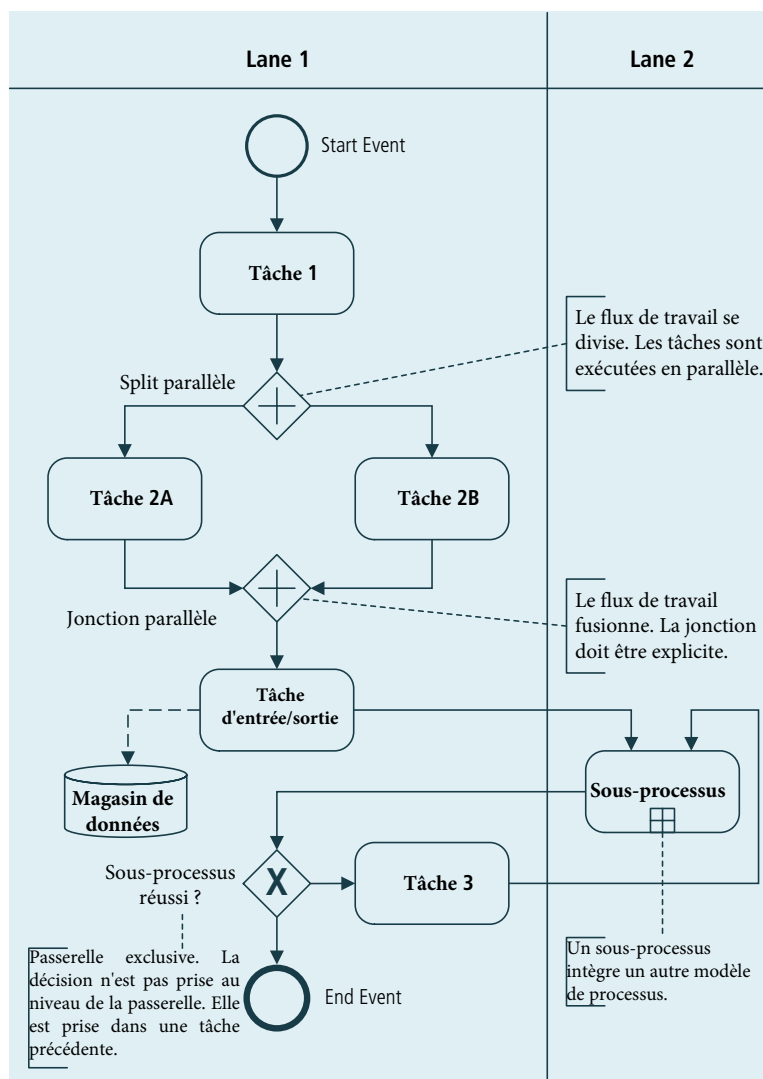 Lane 1
Lane 2
Start Event
Tâche 1
Le flux de travail se
divise. Les tâches sont
exécutées en parallèle.
Split parallèle
Tâche 2A
Tâche 2B
Le flux de travail
fusionne. La jonction
doit être explicite.
Jonction parallèle
Tâche
d'entrée/sortie
Magasin de
données
Sous-processus
Sous-processus
réussi ?
X
Tâche 3
Passerelle exclusive. La
décision n'est pas prise au
niveau de la passerelle. Elle
est prise dans une tâche
précédente.
End Event
Un sous-processus
intègre un autre modèle
de processus.